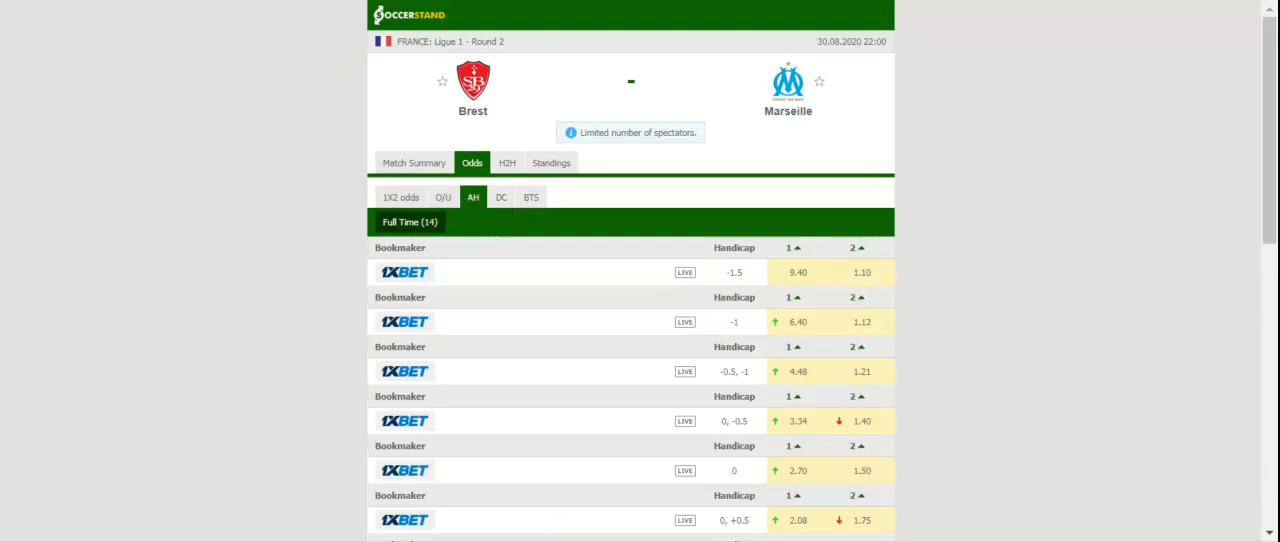 SOCCERSTAND
FRANCE: Ligue 1 - Round 2 30.08.2020 22:00
-
Brest Marseille
Limited number of spectators.
Match Summary Odds H2H Standings
1X2 odds O/U AH DC BTS
Full Time (14)
Bookmaker Handicap 1 2
1XBET LIVE -1.5 9.40 1.10
Bookmaker Handicap 1 2
1XBET LIVE -1 6.40 1.12
Bookmaker Handicap 1 2
1XBET LIVE -0.5, -1 4.48 1.21
Bookmaker Handicap 1 2
1XBET LIVE 0, -0.5 3.34 1.40
Bookmaker Handicap 1 2
1XBET LIVE 0 2.70 1.50
Bookmaker Handicap 1 2
1XBET LIVE 0, +0.5 2.08 1.75